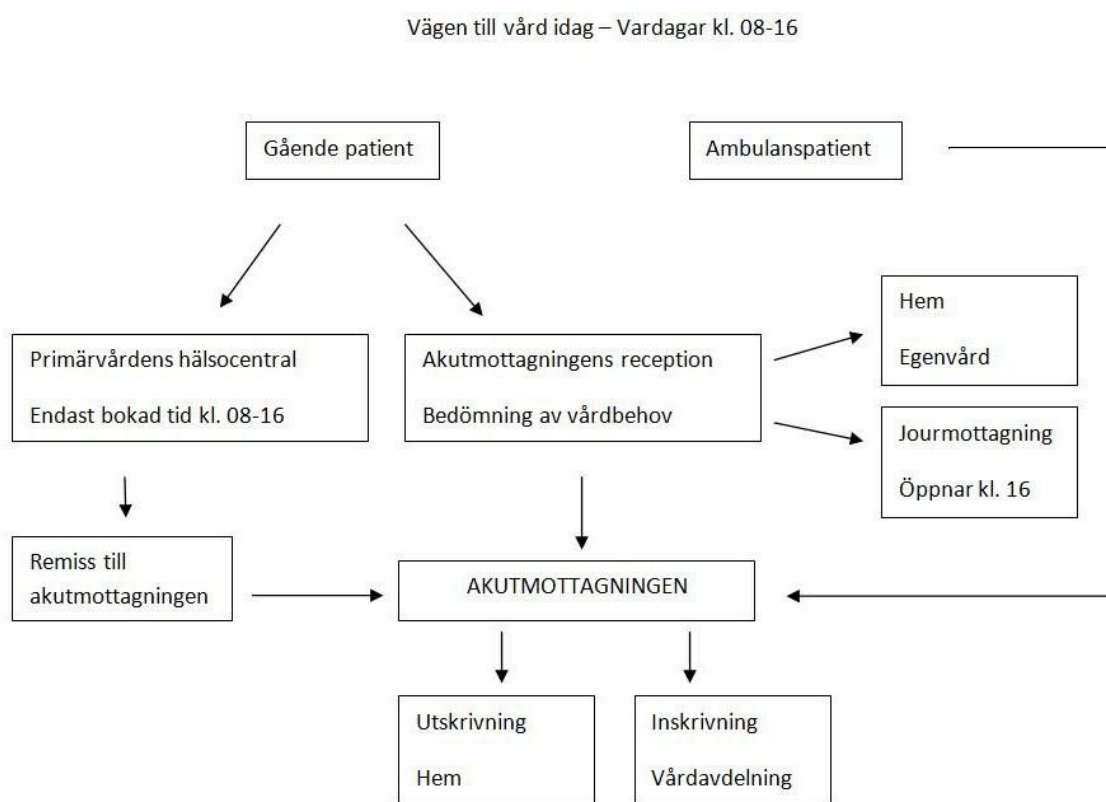 Vägen till vård idag – Vardagar kl. 08-16
Gående patient
Ambulanspatient
Hem
Egenvård
Primärvårdens hälsocentral
Endast bokad tid kl. 08-16
Akutmottagningens reception
Bedömning av vårdbehov
Jourmottagning
Öppnar kl. 16
Remiss till
akutmottagningen
AKUTMOTTAGNINGEN
Utskrivning
Hem
Inskrivning
Vårdavdelning